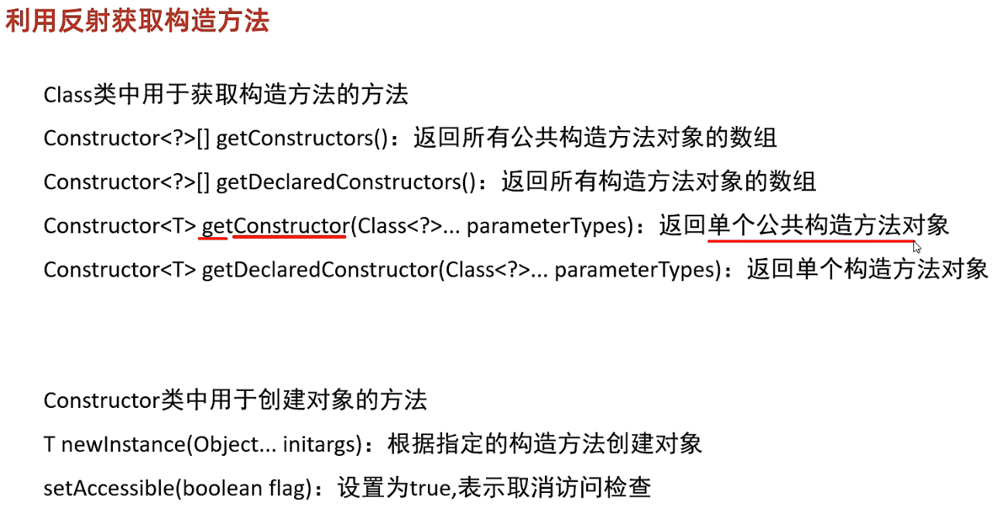 利用反射获取构造方法
Class类中用于获取构造方法的方法
Constructor<?>[] getConstructors()：返回所有公共构造方法对象的数组
Constructor<?>[] getDeclaredConstructors()：返回所有构造方法对象的数组
Constructor<T> getConstructor(Class<?>... parameterTypes)：返回单个公共构造方法对象
Constructor<T> getDeclaredConstructor(Class<?>... parameterTypes)：返回单个构造方法对象
Constructor类中用于创建对象的方法
T newInstance(Object... initargs)：根据指定的构造方法创建对象
setAccessible(boolean flag)：设置为true,表示取消访问检查